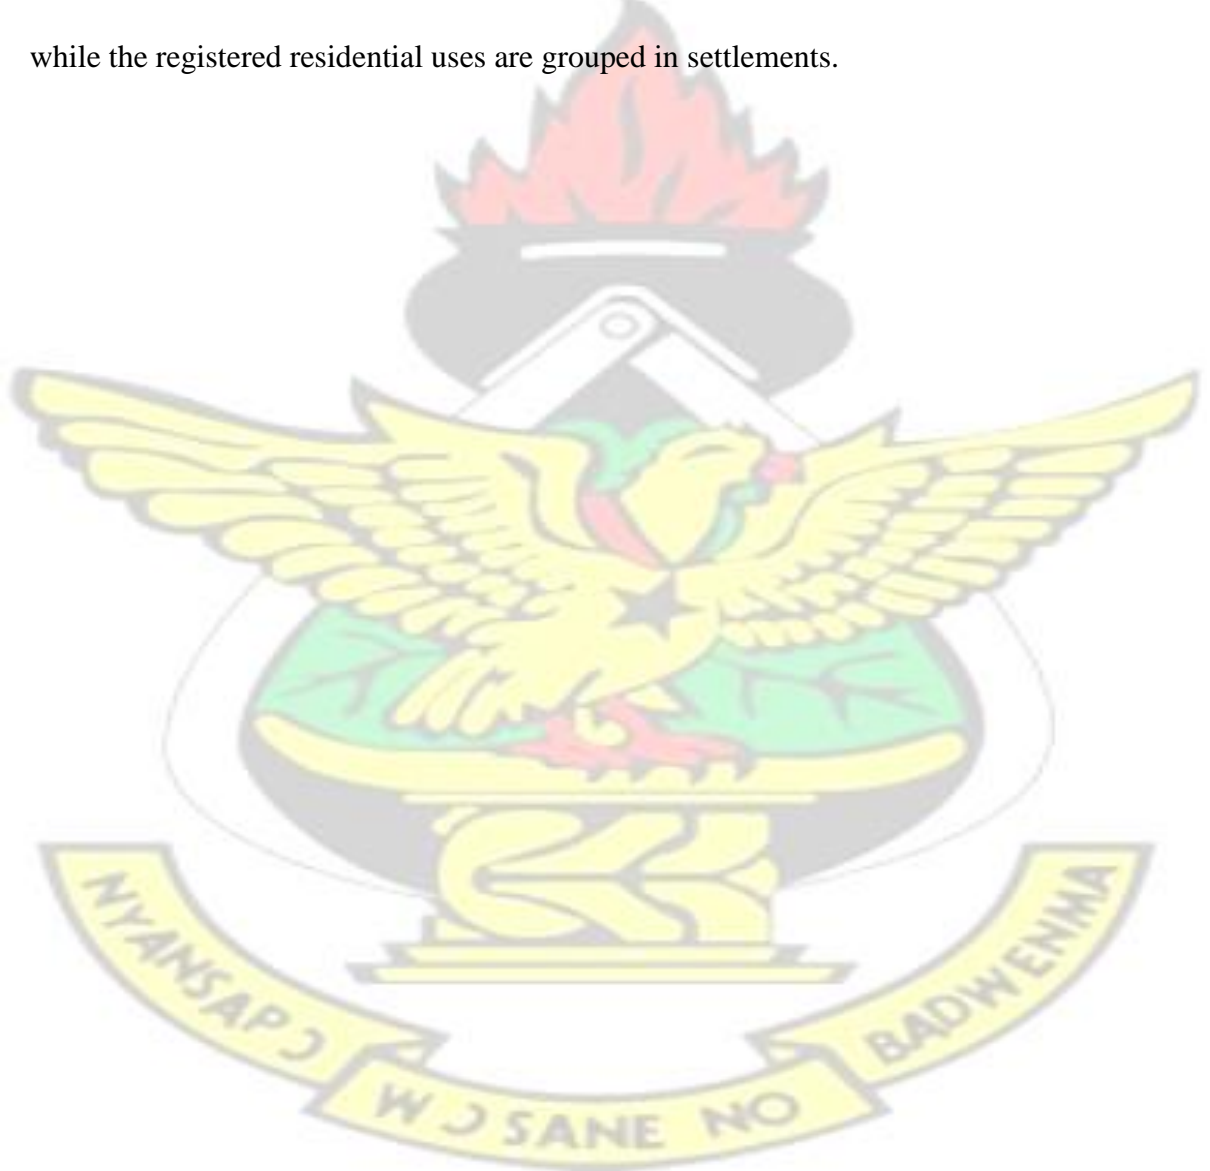 while the registered residential uses are grouped in settlements.
NYANSAPƆ
WƆSANE NO
BADWENMA